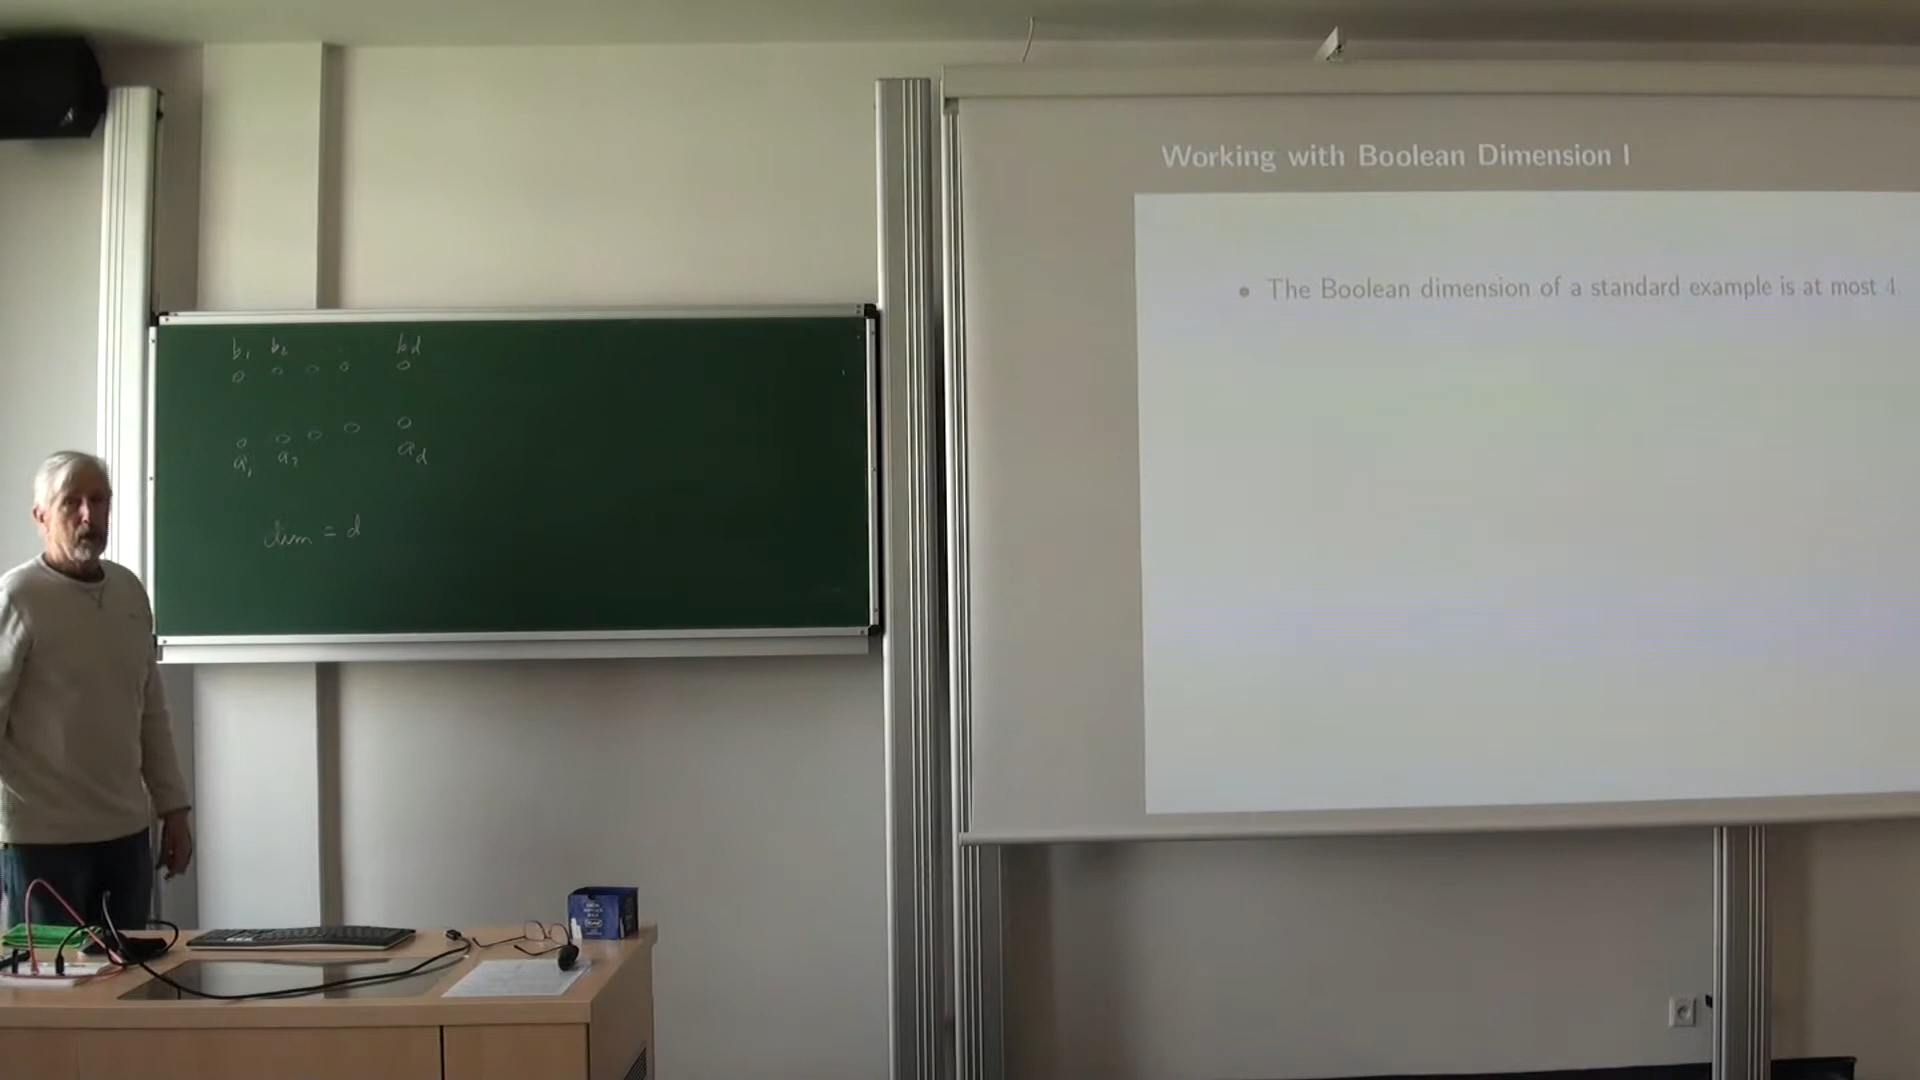 b₁ b₂ bd
a₁ a₂ ad
dim = d
Working with Boolean Dimension I
• The Boolean dimension of a standard example is at most 4.